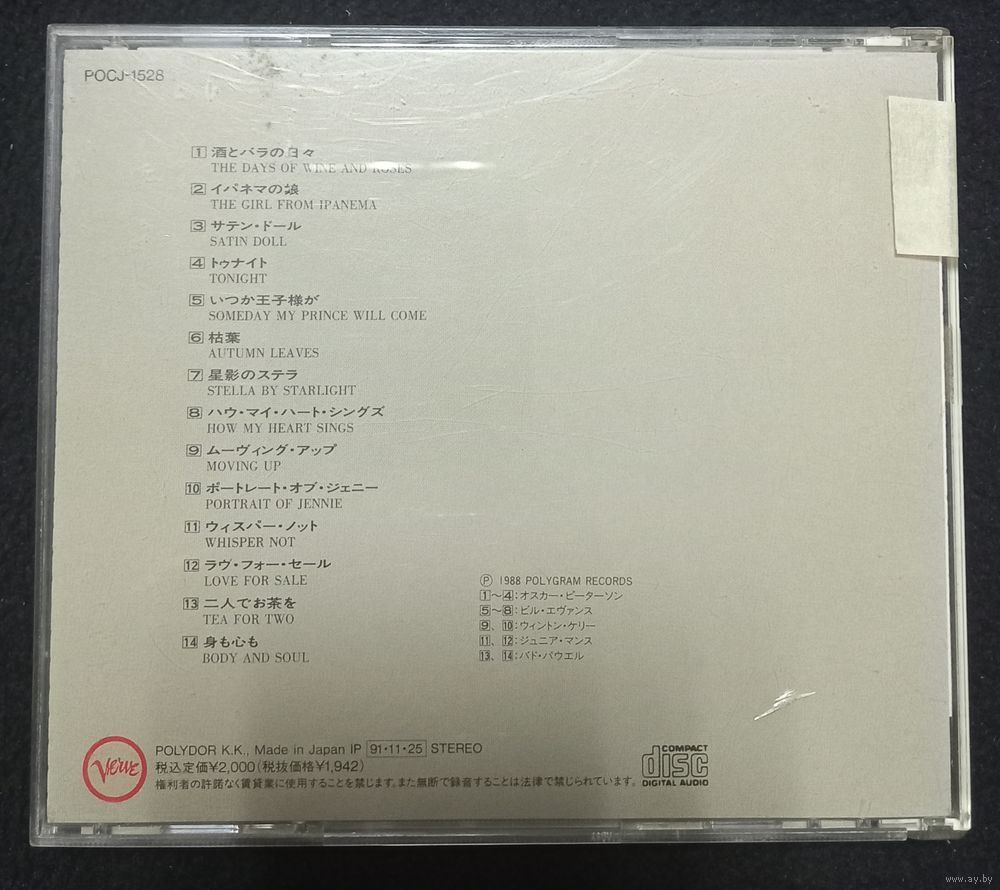 POCJ-1528
1 酒とバラの日々
THE DAYS OF WINE AND ROSES
2 イパネマの娘
THE GIRL FROM IPANEMA
3 サテン・ドール
SATIN DOLL
4 トゥナイト
TONIGHT
5 いつか王子様が
SOMEDAY MY PRINCE WILL COME
6 枯葉
AUTUMN LEAVES
7 星影のステラ
STELLA BY STARLIGHT
8 ハウ・マイ・ハート・シングズ
HOW MY HEART SINGS
9 ムーヴィング・アップ
MOVING UP
10 ポートレート・オブ・ジェニー
PORTRAIT OF JENNIE
11 ウィスパー・ノット
WHISPER NOT
12 ラヴ・フォー・セール
LOVE FOR SALE
13 二人でお茶を
TEA FOR TWO
14 身も心も
BODY AND SOUL
Ⓟ 1988 POLYGRAM RECORDS
1〜4:オスカー・ピーターソン
5〜8:ビル・エヴァンス
9、10:ウィントン・ケリー
11、12:ジュニア・マンス
13、14:バド・パウエル
Verve
POLYDOR K.K., Made in Japan IP 91・11・25 STEREO
税込定価¥2,000(税抜価格¥1,942)
権利者の許諾なく賃貸業に使用することを禁じます。また無断で録音することは法律で禁じられています。
COMPACT
disc
DIGITAL AUDIO
www.ay.by